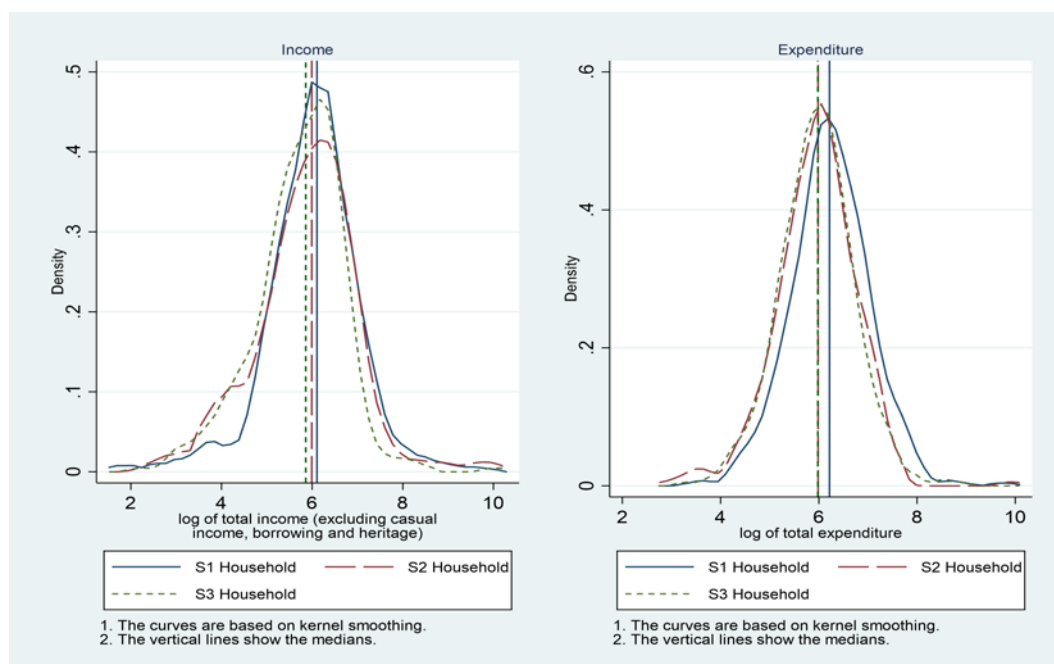 Income
Density
.5
.4
.3
.2
.1
0
2 4 6 8 10
log of total income (excluding casual
income, borrowing and heritage)
S1 Household S2 Household
S3 Household
1. The curves are based on kernel smoothing.
2. The vertical lines show the medians.
Expenditure
Density
.6
.4
.2
0
2 4 6 8 10
log of total expenditure
S1 Household S2 Household
S3 Household
1. The curves are based on kernel smoothing.
2. The vertical lines show the medians.